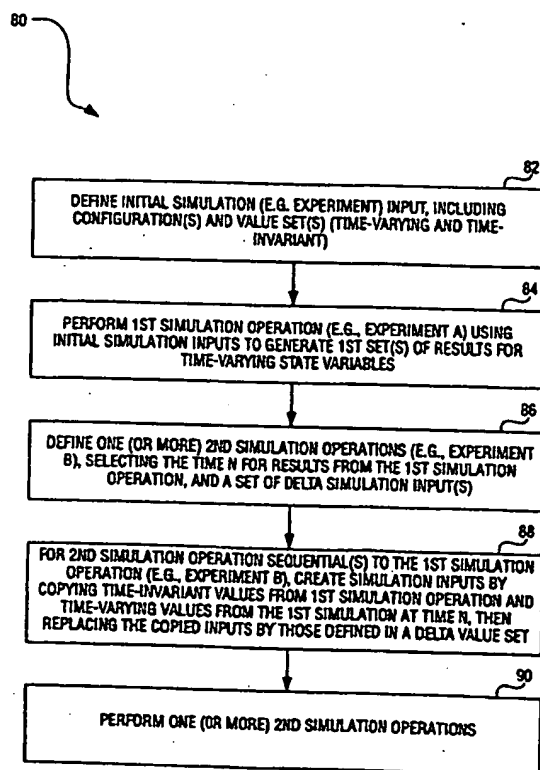 80
82
DEFINE INITIAL SIMULATION (E.G. EXPERIMENT) INPUT, INCLUDING
CONFIGURATION(S) AND VALUE SET(S) (TIME-VARYING AND TIME-
INVARIANT)
84
PERFORM 1ST SIMULATION OPERATION (E.G., EXPERIMENT A) USING
INITIAL SIMULATION INPUTS TO GENERATE 1ST SET(S) OF RESULTS FOR
TIME-VARYING STATE VARIABLES
86
DEFINE ONE (OR MORE) 2ND SIMULATION OPERATIONS (E.G., EXPERIMENT
B), SELECTING THE TIME N FOR RESULTS FROM THE 1ST SIMULATION
OPERATION, AND A SET OF DELTA SIMULATION INPUT(S)
88
FOR 2ND SIMULATION OPERATION SEQUENTIAL(S) TO THE 1ST SIMULATION
OPERATION (E.G., EXPERIMENT B), CREATE SIMULATION INPUTS BY
COPYING TIME-INVARIANT VALUES FROM 1ST SIMULATION OPERATION AND
TIME-VARYING VALUES FROM THE 1ST SIMULATION AT TIME N, THEN
REPLACING THE COPIED INPUTS BY THOSE DEFINED IN A DELTA VALUE SET
90
PERFORM ONE (OR MORE) 2ND SIMULATION OPERATIONS